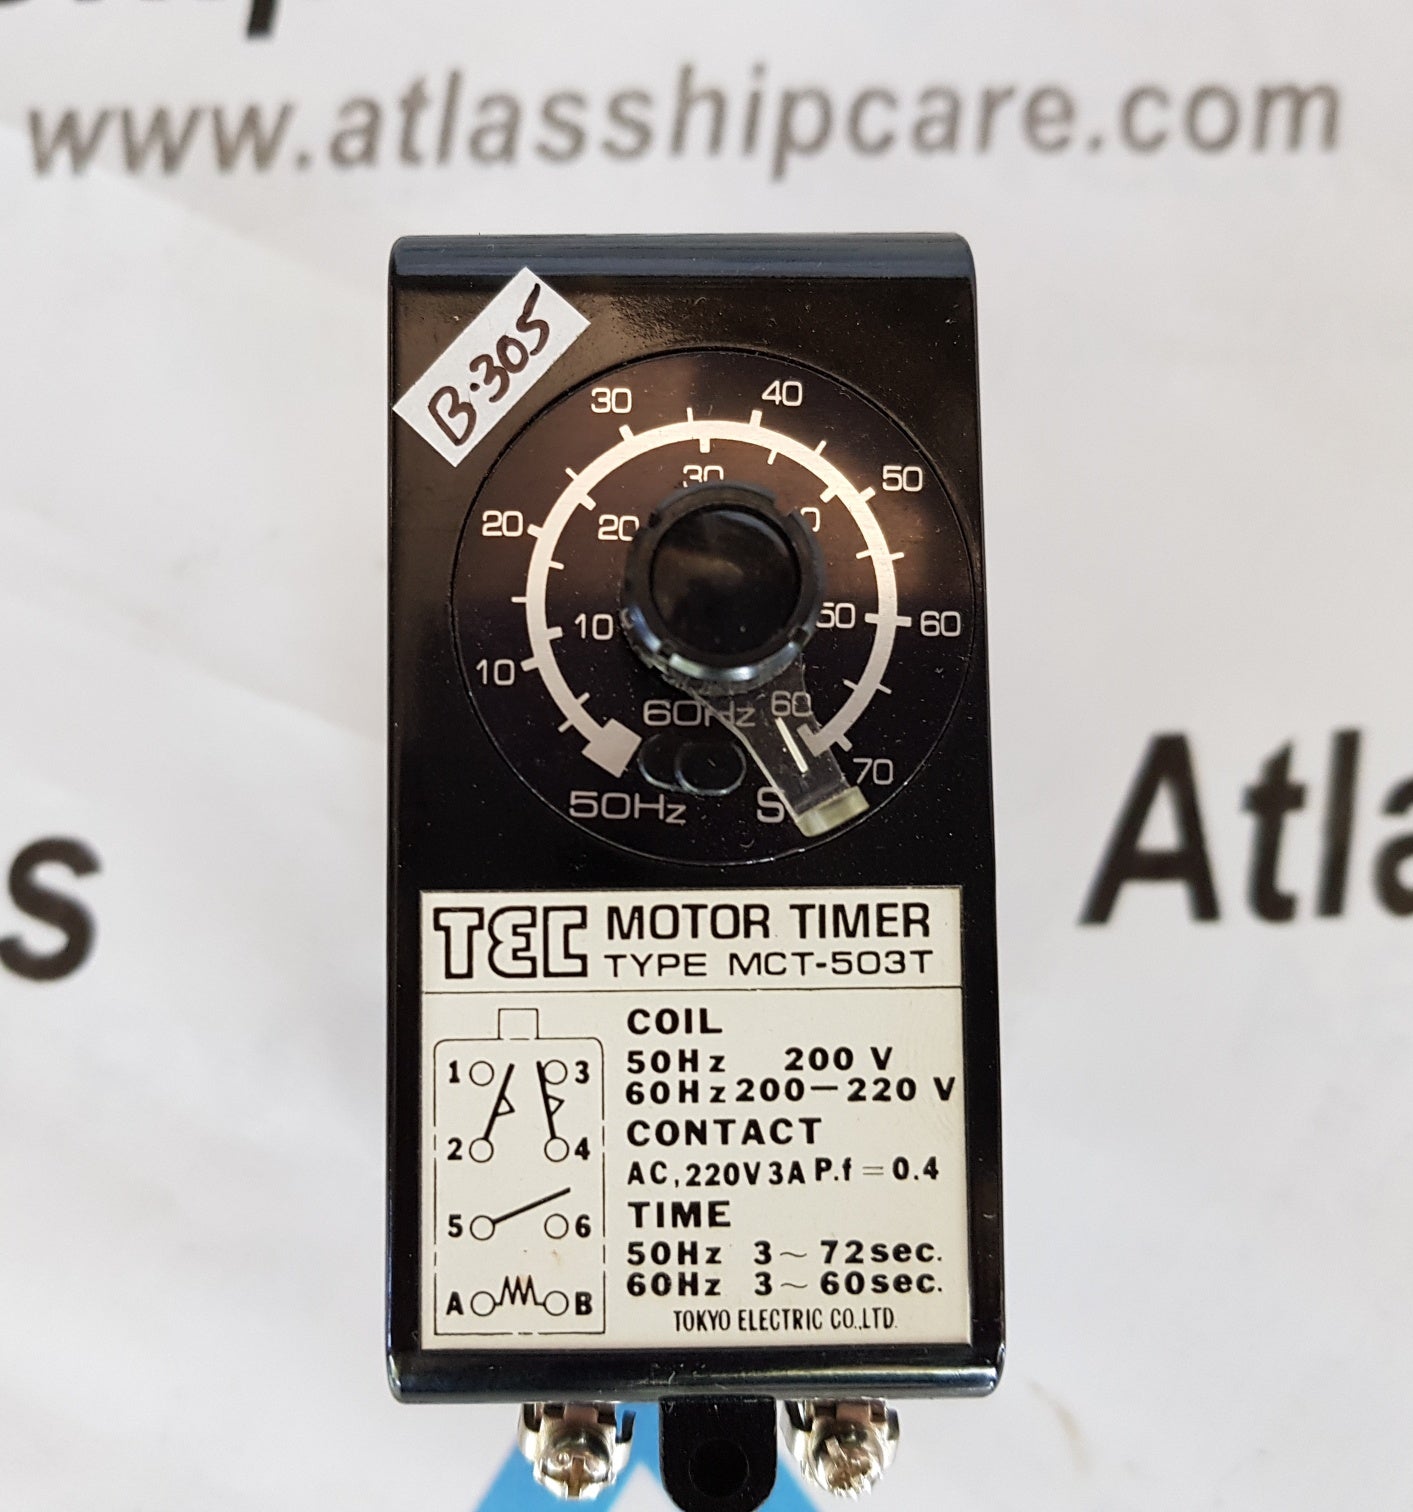 www.atlasshipcare.com
B.305
30 40
20 50
30
20
10 10
50 60
60Hz 60
70
50Hz S
TEC MOTOR TIMER
TYPE MCT-503T
COIL
50Hz 200 V
60Hz 200-220 V
CONTACT
AC, 220V 3A P.f = 0.4
TIME
50Hz 3~72sec.
60Hz 3~60sec.
TOKYO ELECTRIC CO.,LTD.
1 3
2 4
5 6
A B
s
Atla